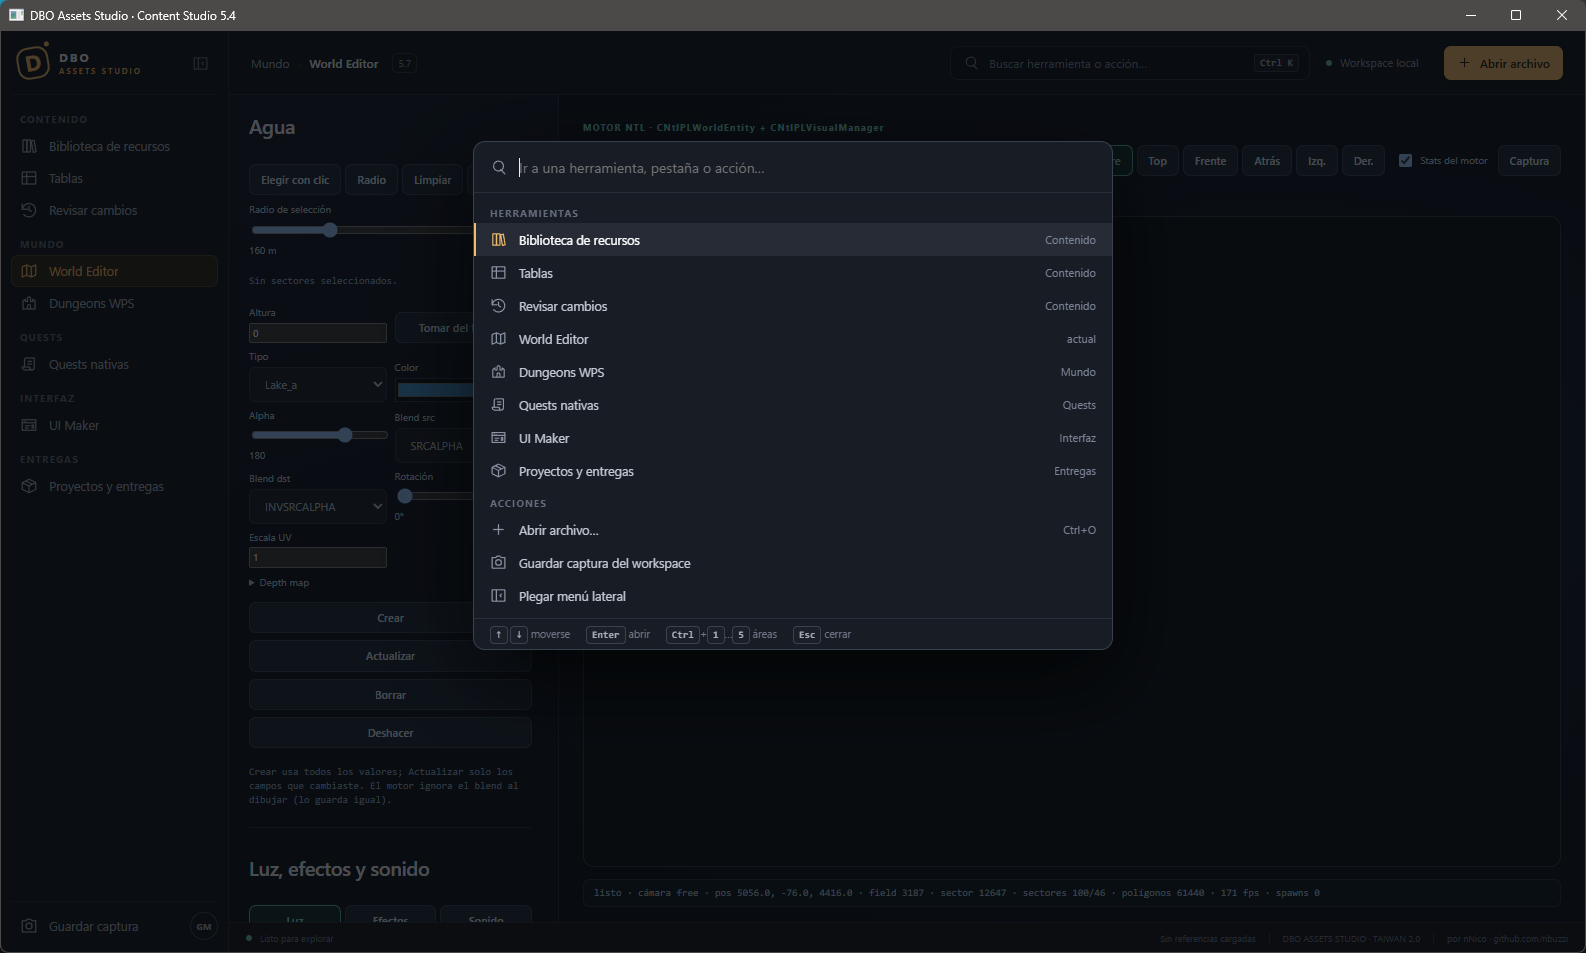 DBO Assets Studio · Content Studio 5.4
DBO
ASSETS STUDIO
Mundo
World Editor
5.7
Buscar herramienta o acción...
Ctrl K
Workspace local
Abrir archivo
CONTENIDO
Biblioteca de recursos
Tablas
Revisar cambios
MUNDO
World Editor
Dungeons WPS
QUESTS
Quests nativas
INTERFAZ
UI Maker
ENTREGAS
Proyectos y entregas
Guardar captura
GM
Agua
Elegir con clic
Radio
Limpiar
Radio de selección
160 m
Sin sectores seleccionados.
Altura
0
Tomar del
Tipo
Lake_a
Color
Alpha
180
Blend src
SRCALPHA
Blend dst
INVSRCALPHA
Rotación
0°
Escala UV
1
Depth map
Crear
Actualizar
Borrar
Deshacer
Crear usa todos los valores; Actualizar solo los
campos que cambiaste. El motor ignora el blend al
dibujar (lo guarda igual).
Luz, efectos y sonido
Luz
Efectos
Sonido
MOTOR NTL · CNtlPLWorldEntity + CNtlPLVisualManager
re
Top
Frente
Atrás
Izq.
Der.
Stats del motor
Captura
Ir a una herramienta, pestaña o acción...
HERRAMIENTAS
Biblioteca de recursos Contenido
Tablas Contenido
Revisar cambios Contenido
World Editor actual
Dungeons WPS Mundo
Quests nativas Quests
UI Maker Interfaz
Proyectos y entregas Entregas
ACCIONES
Abrir archivo... Ctrl+O
Guardar captura del workspace
Plegar menú lateral
↑ ↓ moverse Enter abrir Ctrl + 1 … 5 áreas Esc cerrar
listo · cámara free · pos 5056.0, -76.0, 4416.0 · field 3187 · sector 12647 · sectores 100/46 · polígonos 61440 · 171 fps · spawns 0
Listo para explorar
Sin referencias cargadas
DBO ASSETS STUDIO · TAIWAN 2.0
por nNico · github.com/nbuzzi